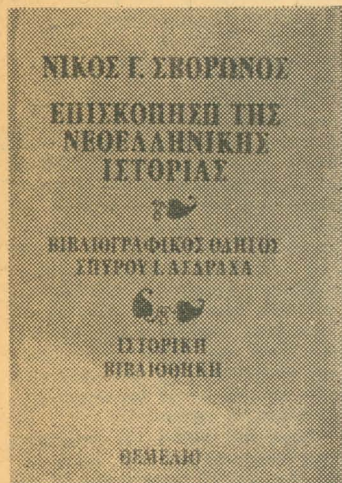 ΝΙΚΟΣ Γ. ΣΒΟΡΩΝΟΣ
ΕΠΙΣΚΟΠΗΣΗ ΤΗΣ
ΝΕΟΕΛΛΗΝΙΚΗΣ
ΙΣΤΟΡΙΑΣ
ΒΙΒΛΙΟΓΡΑΦΙΚΟΣ ΟΔΗΓΟΣ
ΣΠΥΡΟΥ Ι. ΑΣΔΡΑΧΑ
ΙΣΤΟΡΙΚΗ
ΒΙΒΛΙΟΘΗΚΗ
ΘΕΜΕΛΙΟ